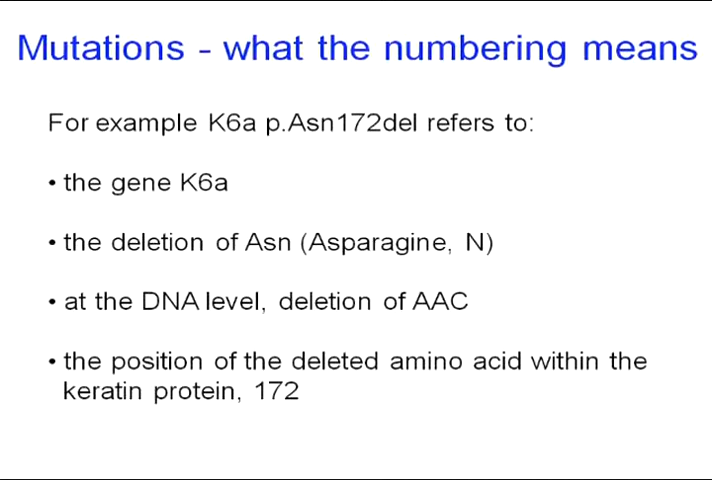 Mutations - what the numbering means
For example K6a p.Asn172del refers to:
• the gene K6a
• the deletion of Asn (Asparagine, N)
• at the DNA level, deletion of AAC
• the position of the deleted amino acid within the
keratin protein, 172